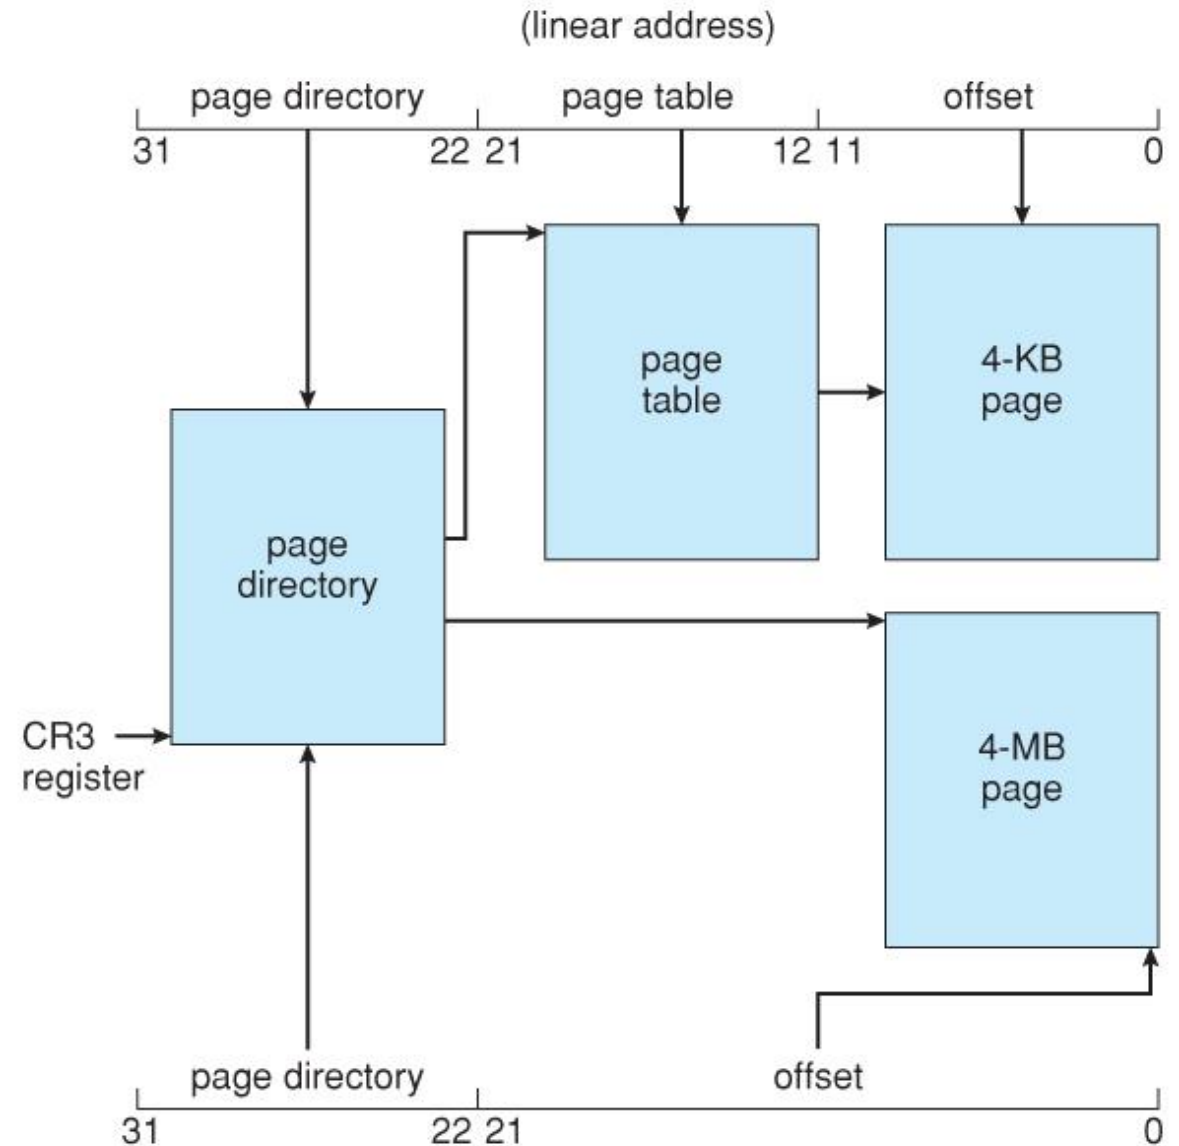 (linear address)
page directory page table offset
31 22 21 12 11 0
page
table
4-KB
page
page
directory
CR3
register
4-MB
page
page directory offset
31 22 21 0